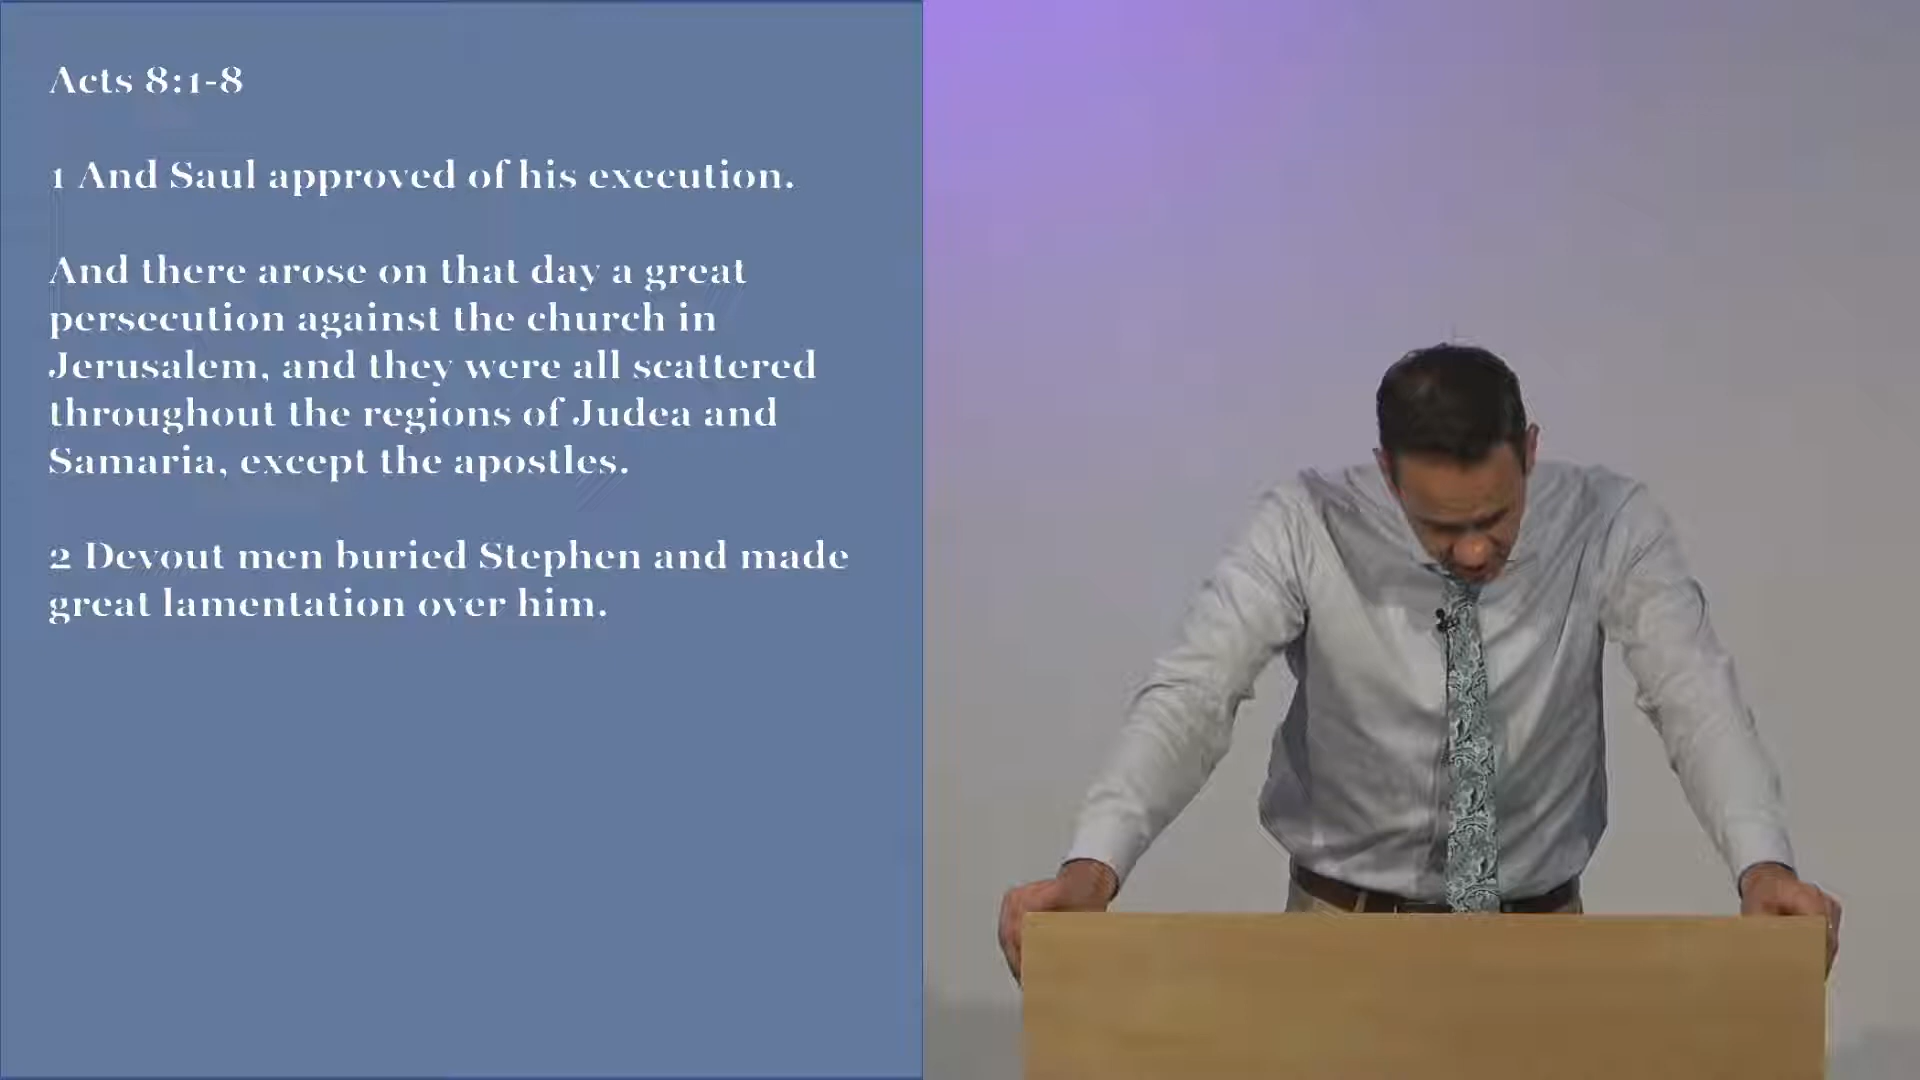 Acts 8:1-8
1 And Saul approved of his execution.
And there arose on that day a great
persecution against the church in
Jerusalem, and they were all scattered
throughout the regions of Judea and
Samaria, except the apostles.
2 Devout men buried Stephen and made
great lamentation over him.